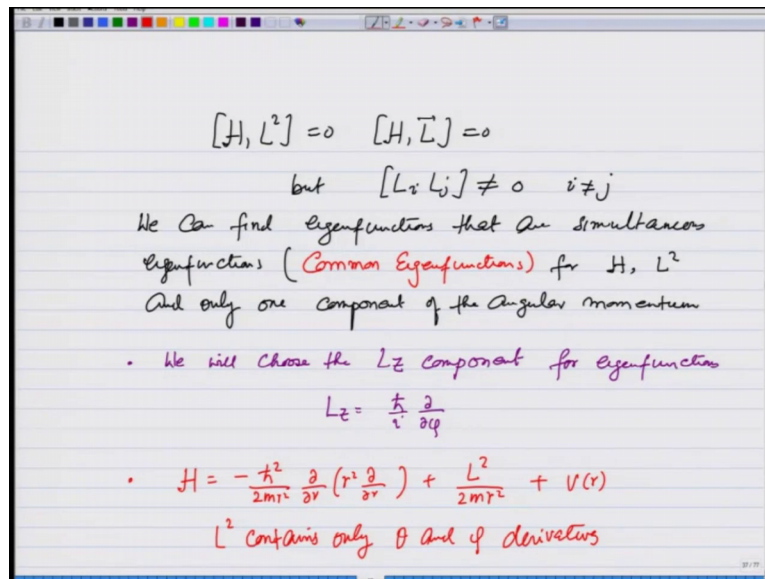 [H, L²] = 0 [H, L⃗] = 0
but [Lᵢ Lⱼ] ≠ 0 i ≠ j
We Can find eigenfunctions that are simultaneous
eigenfunctions ( Common Eigenfunctions) for H, L²
And only one component of the angular momentum
• We will choose the Lz component for eigenfunctions
Lz = ħ/i ∂/∂φ
• H = - ħ²/2mr² ∂/∂r (r² ∂/∂r ) + L²/2mr² + V(r)
L² contains only θ and φ derivatives
37/77